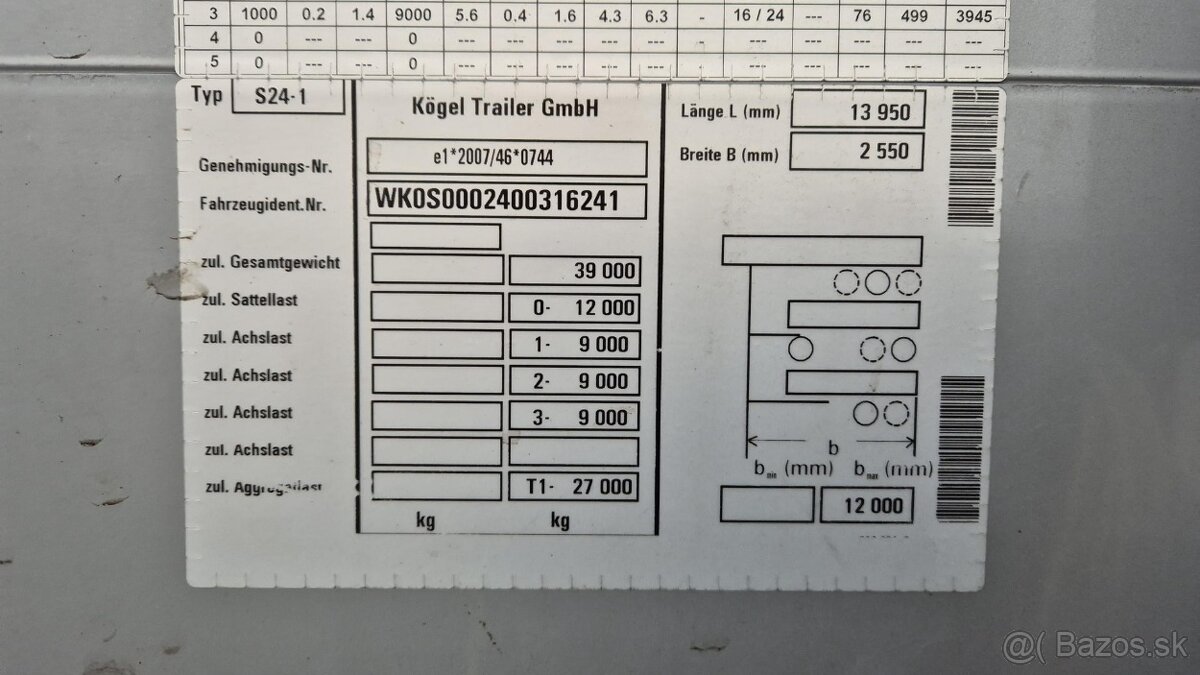 3 1000 0.2 1.4 9000 5.6 0.4 1.6 4.3 6.3 - 16 / 24 --- 76 499 3945
4 0 --- --- 0 --- --- --- --- --- - --- --- --- --- ---
5 0 --- --- 0 --- --- --- --- --- - --- --- --- --- ---
Typ S24-1
Kögel Trailer GmbH
Länge L (mm) 13 950
Breite B (mm) 2 550
Genehmigungs-Nr. e1*2007/46*0744
Fahrzeugident.Nr. WK0S0002400316241
zul. Gesamtgewicht 39 000
zul. Sattellast 0- 12 000
zul. Achslast 1- 9 000
zul. Achslast 2- 9 000
zul. Achslast 3- 9 000
zul. Achslast
zul. Aggregatlast T1- 27 000
kg kg
b
b min (mm) b max (mm)
12 000
@( Bazos.sk